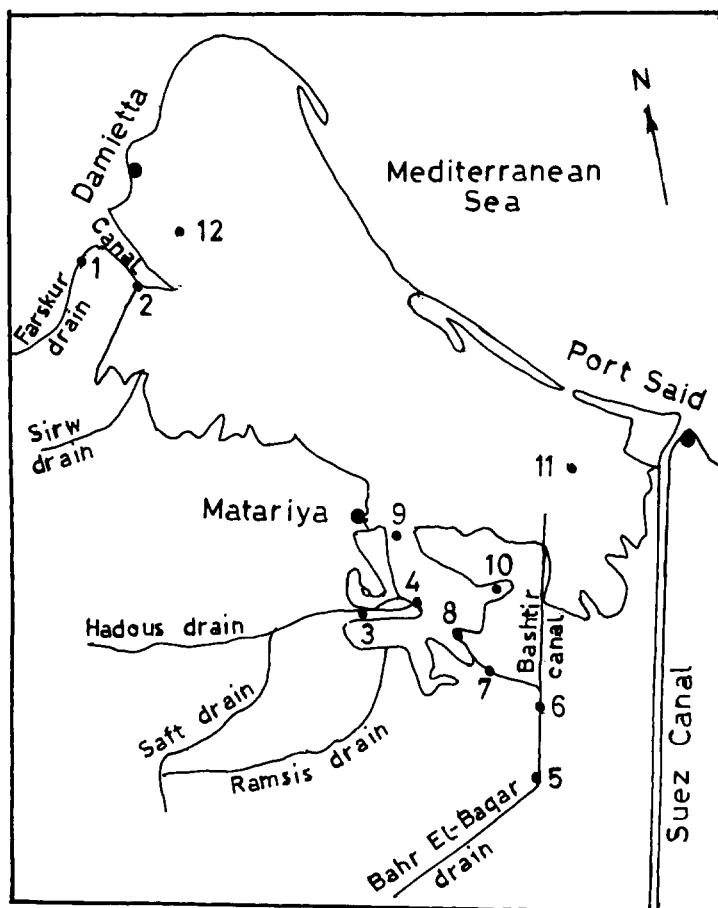 N
Mediterranean
Sea
Damietta
12
Canal
1
2
Farskur
drain
Port Said
Sirw
drain
11
Matariya
9
10
4
3
8
Hadous drain
Bashtir
canal
7
6
Saft drain
Ramsis drain
5
Bahr El-Baqar
drain
Suez Canal